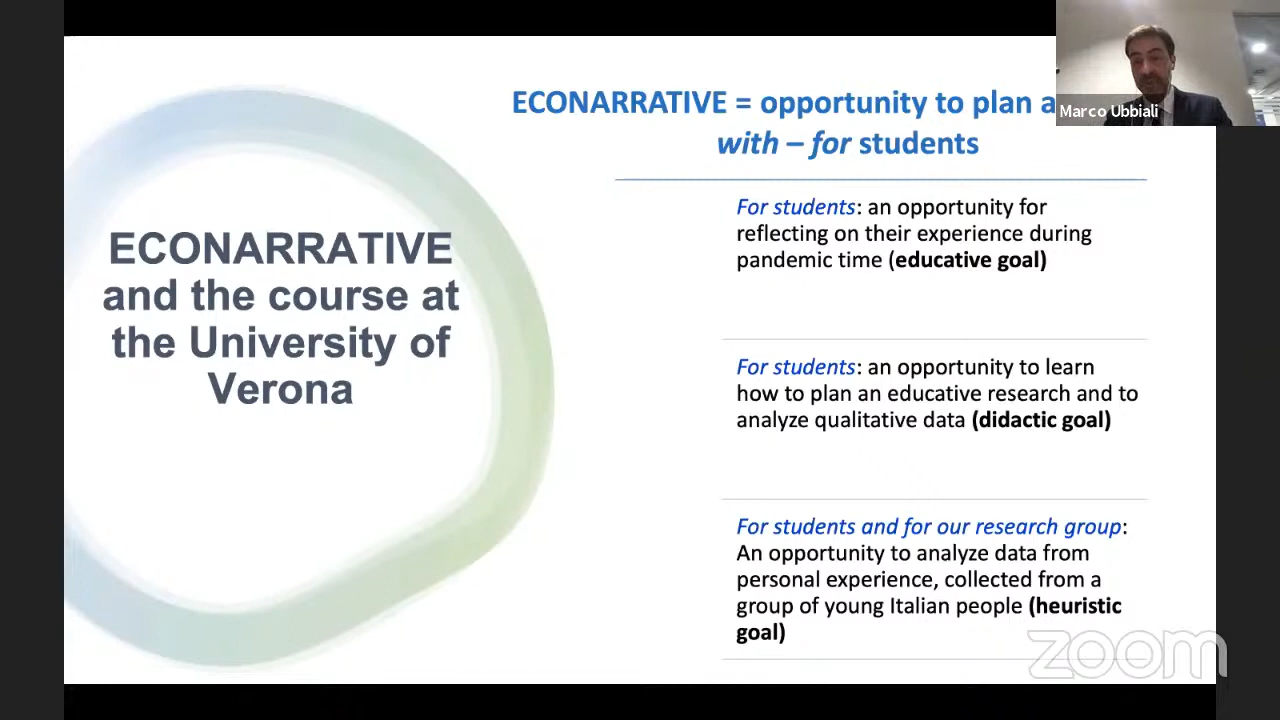 ECONARRATIVE = opportunity to plan a
with – for students
Marco Ubbiali
ECONARRATIVE
and the course at
the University of
Verona
For students: an opportunity for
reflecting on their experience during
pandemic time (educative goal)
For students: an opportunity to learn
how to plan an educative research and to
analyze qualitative data (didactic goal)
For students and for our research group:
An opportunity to analyze data from
personal experience, collected from a
group of young Italian people (heuristic
goal)
zoom